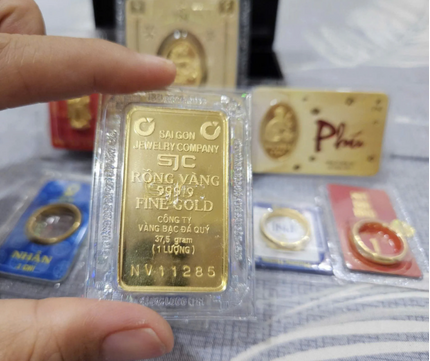 SAIGON
JEWELRY COMPANY
SJC
RỒNG VÀNG
999,9
FINE GOLD
CÔNG TY
VÀNG BẠC ĐÁ QUÝ
37,5 gram
(1 LƯỢNG)
NV11285
Phúc
NHẪN